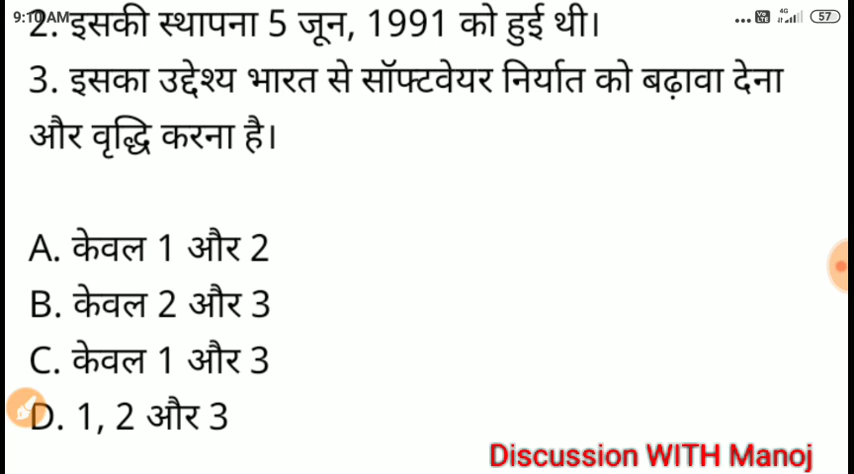 9:10 AM 4G 57
2. इसकी स्थापना 5 जून, 1991 को हुई थी।
3. इसका उद्देश्य भारत से सॉफ्टवेयर निर्यात को बढ़ावा देना
और वृद्धि करना है।
A. केवल 1 और 2
B. केवल 2 और 3
C. केवल 1 और 3
D. 1, 2 और 3
Discussion WITH Manoj